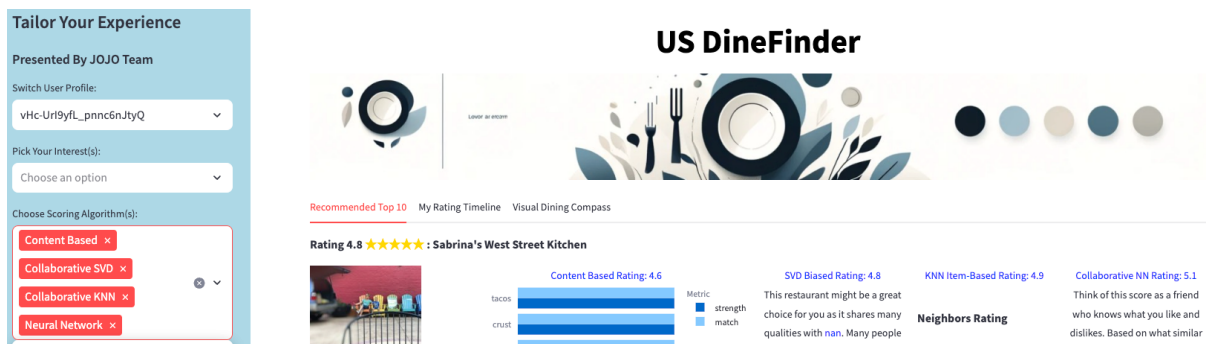 Tailor Your Experience
Presented By JOJO Team
Switch User Profile:
vHc-UrI9yfL_pnnc6nJtyQ
Pick Your Interest(s):
Choose an option
Choose Scoring Algorithm(s):
Content Based ×
Collaborative SVD ×
Collaborative KNN ×
Neural Network ×
US DineFinder
Recommended Top 10 My Rating Timeline Visual Dining Compass
Rating 4.8 ⭐⭐⭐⭐⭐ : Sabrina's West Street Kitchen
Content Based Rating: 4.6
tacos
crust
Metric
strength
match
SVD Biased Rating: 4.8
This restaurant might be a great
choice for you as it shares many
qualities with nan. Many people
KNN Item-Based Rating: 4.9
Neighbors Rating
Collaborative NN Rating: 5.1
Think of this score as a friend
who knows what you like and
dislikes. Based on what similar